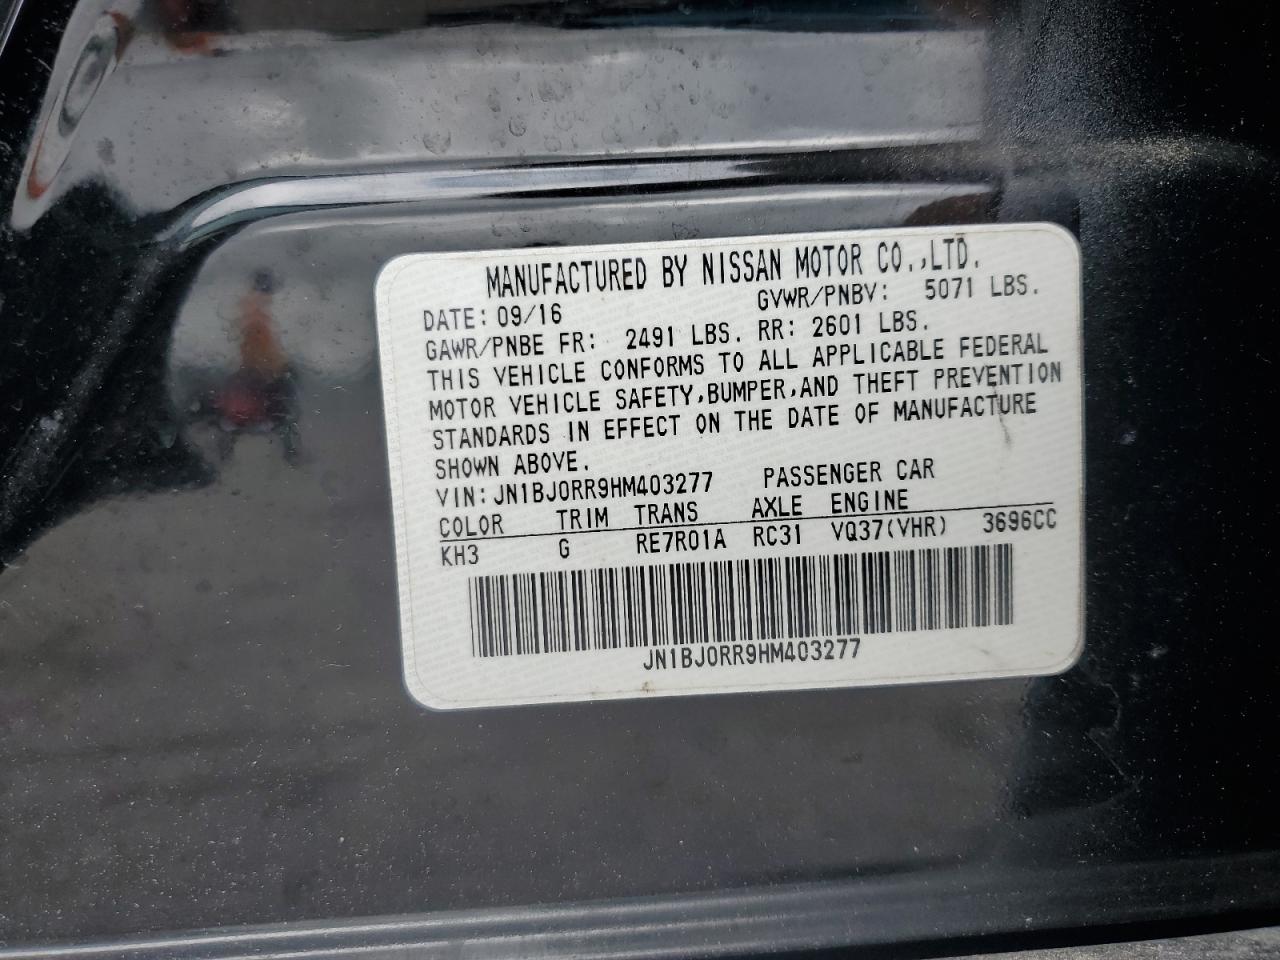 MANUFACTURED BY NISSAN MOTOR CO.,LTD.
DATE: 09/16 GVWR/PNBV: 5071 LBS.
GAWR/PNBE FR: 2491 LBS. RR: 2601 LBS.
THIS VEHICLE CONFORMS TO ALL APPLICABLE FEDERAL
MOTOR VEHICLE SAFETY,BUMPER,AND THEFT PREVENTION
STANDARDS IN EFFECT ON THE DATE OF MANUFACTURE
SHOWN ABOVE.
VIN: JN1BJ0RR9HM403277 PASSENGER CAR
COLOR TRIM TRANS AXLE ENGINE
KH3 G RE7R01A RC31 VQ37(VHR) 3696CC
JN1BJ0RR9HM403277